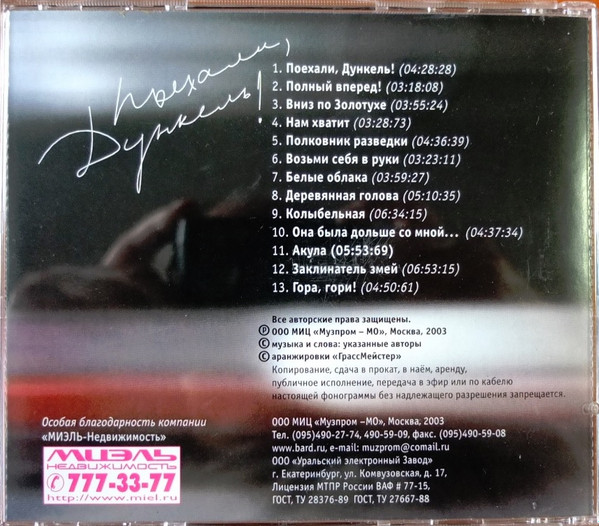 Поехали,
Дункель!
1. Поехали, Дункель! (04:28:28)
2. Полный вперед! (03:18:08)
3. Вниз по Золотухе (03:55:24)
4. Нам хватит (03:28:73)
5. Полковник разведки (04:36:39)
6. Возьми себя в руки (03:23:11)
7. Белые облака (03:59:27)
8. Деревянная голова (05:10:35)
9. Колыбельная (06:34:15)
10. Она была дольше со мной... (04:37:34)
11. Акула (05:53:69)
12. Заклинатель змей (06:53:15)
13. Гора, гори! (04:50:61)
Все авторские права защищены.
Ⓟ ООО МИЦ «Музпром – МО», Москва, 2003
© музыка и слова: указанные авторы
© аранжировки «ГрассМейстер»
Копирование, сдача в прокат, в наём, аренду,
публичное исполнение, передача в эфир или по кабелю
настоящей фонограммы без надлежащего разрешения запрещается.
Особая благодарность компании
«МИЭЛЬ-Недвижимость»
МИЭЛЬ
НЕДВИЖИМОСТЬ
777-33-77
http://www.miel.ru
ООО МИЦ «Музпром –МО», Москва, 2003
Тел. (095)490-27-74, 490-59-09, факс. (095)490-59-08
www.bard.ru, e-mail: muzprom@comail.ru
ООО «Уральский электронный Завод»
г. Екатеринбург, ул. Комвузовская, д. 17,
Лицензия МТПР России ВАФ # 77-15,
ГОСТ, ТУ 28376-89 ГОСТ, ТУ 27667-88